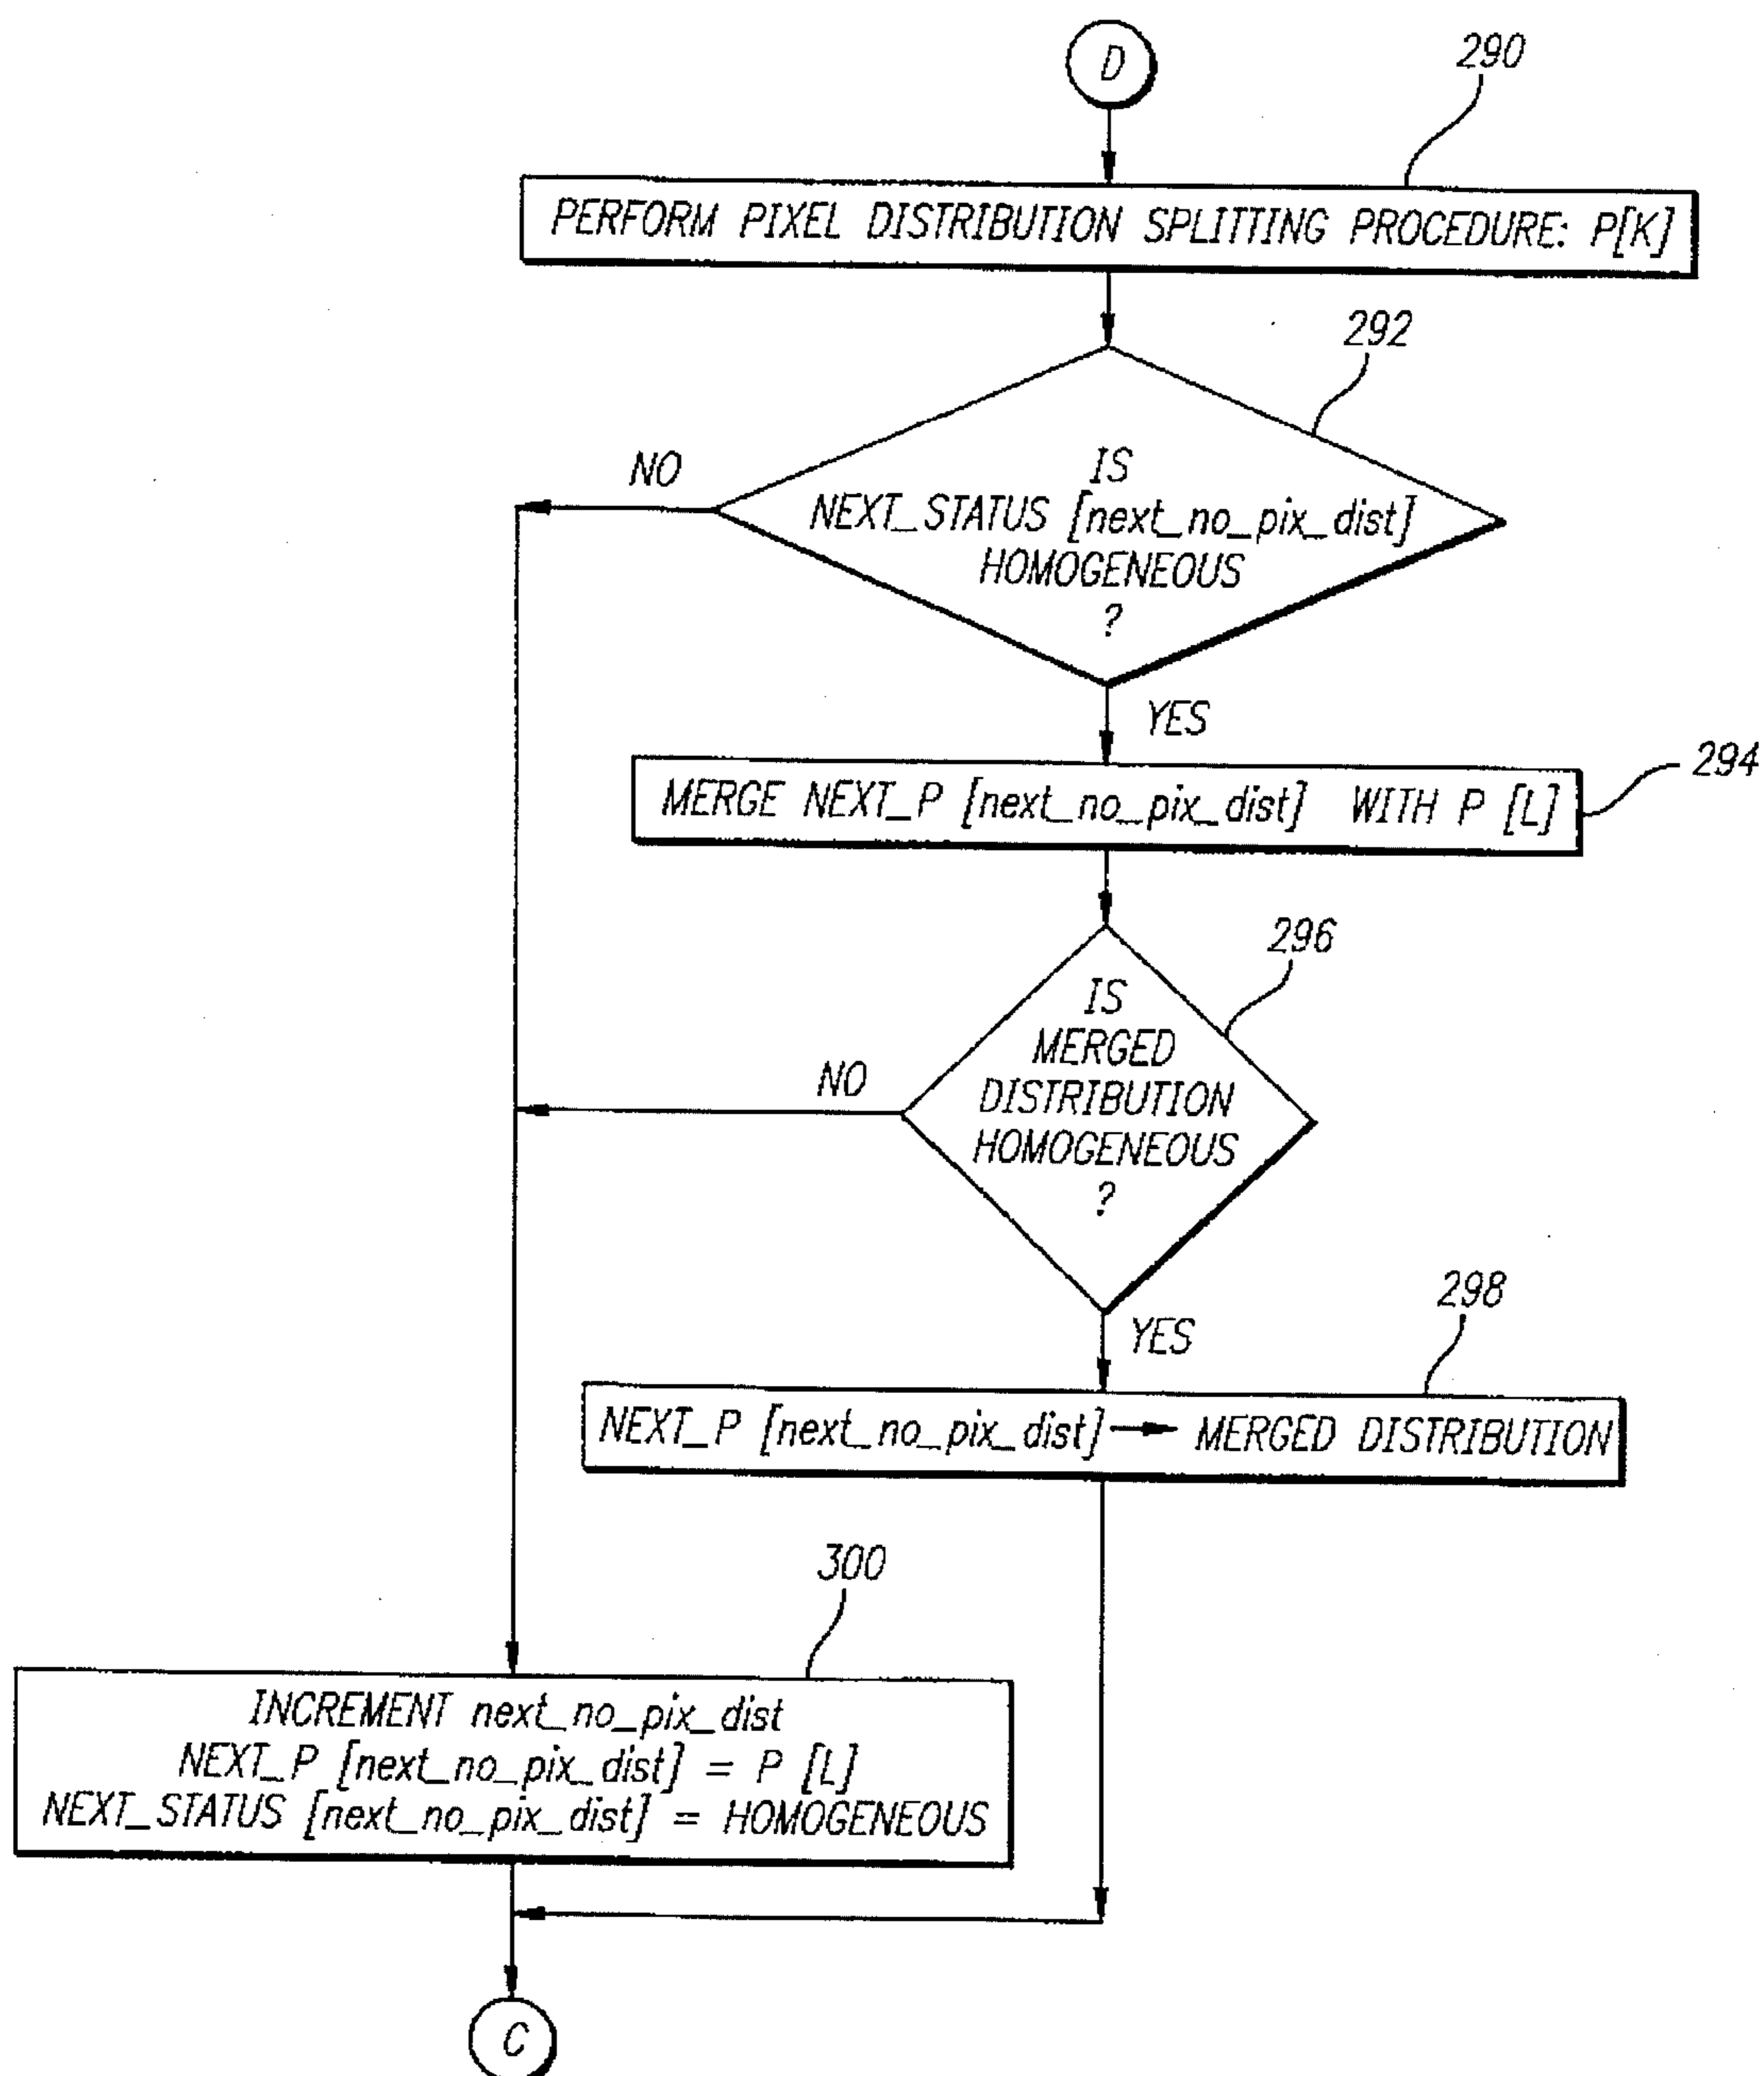 D
290
PERFORM PIXEL DISTRIBUTION SPLITTING PROCEDURE: P[K]
292
IS
NEXT_STATUS [next_no_pix_dist]
HOMOGENEOUS
?
NO
YES
MERGE NEXT_P [next_no_pix_dist] WITH P [L]
294
296
IS
MERGED
DISTRIBUTION
HOMOGENEOUS
?
NO
YES
298
NEXT_P [next_no_pix_dist] → MERGED DISTRIBUTION
300
INCREMENT next_no_pix_dist
NEXT_P [next_no_pix_dist] = P [L]
NEXT_STATUS [next_no_pix_dist] = HOMOGENEOUS
C